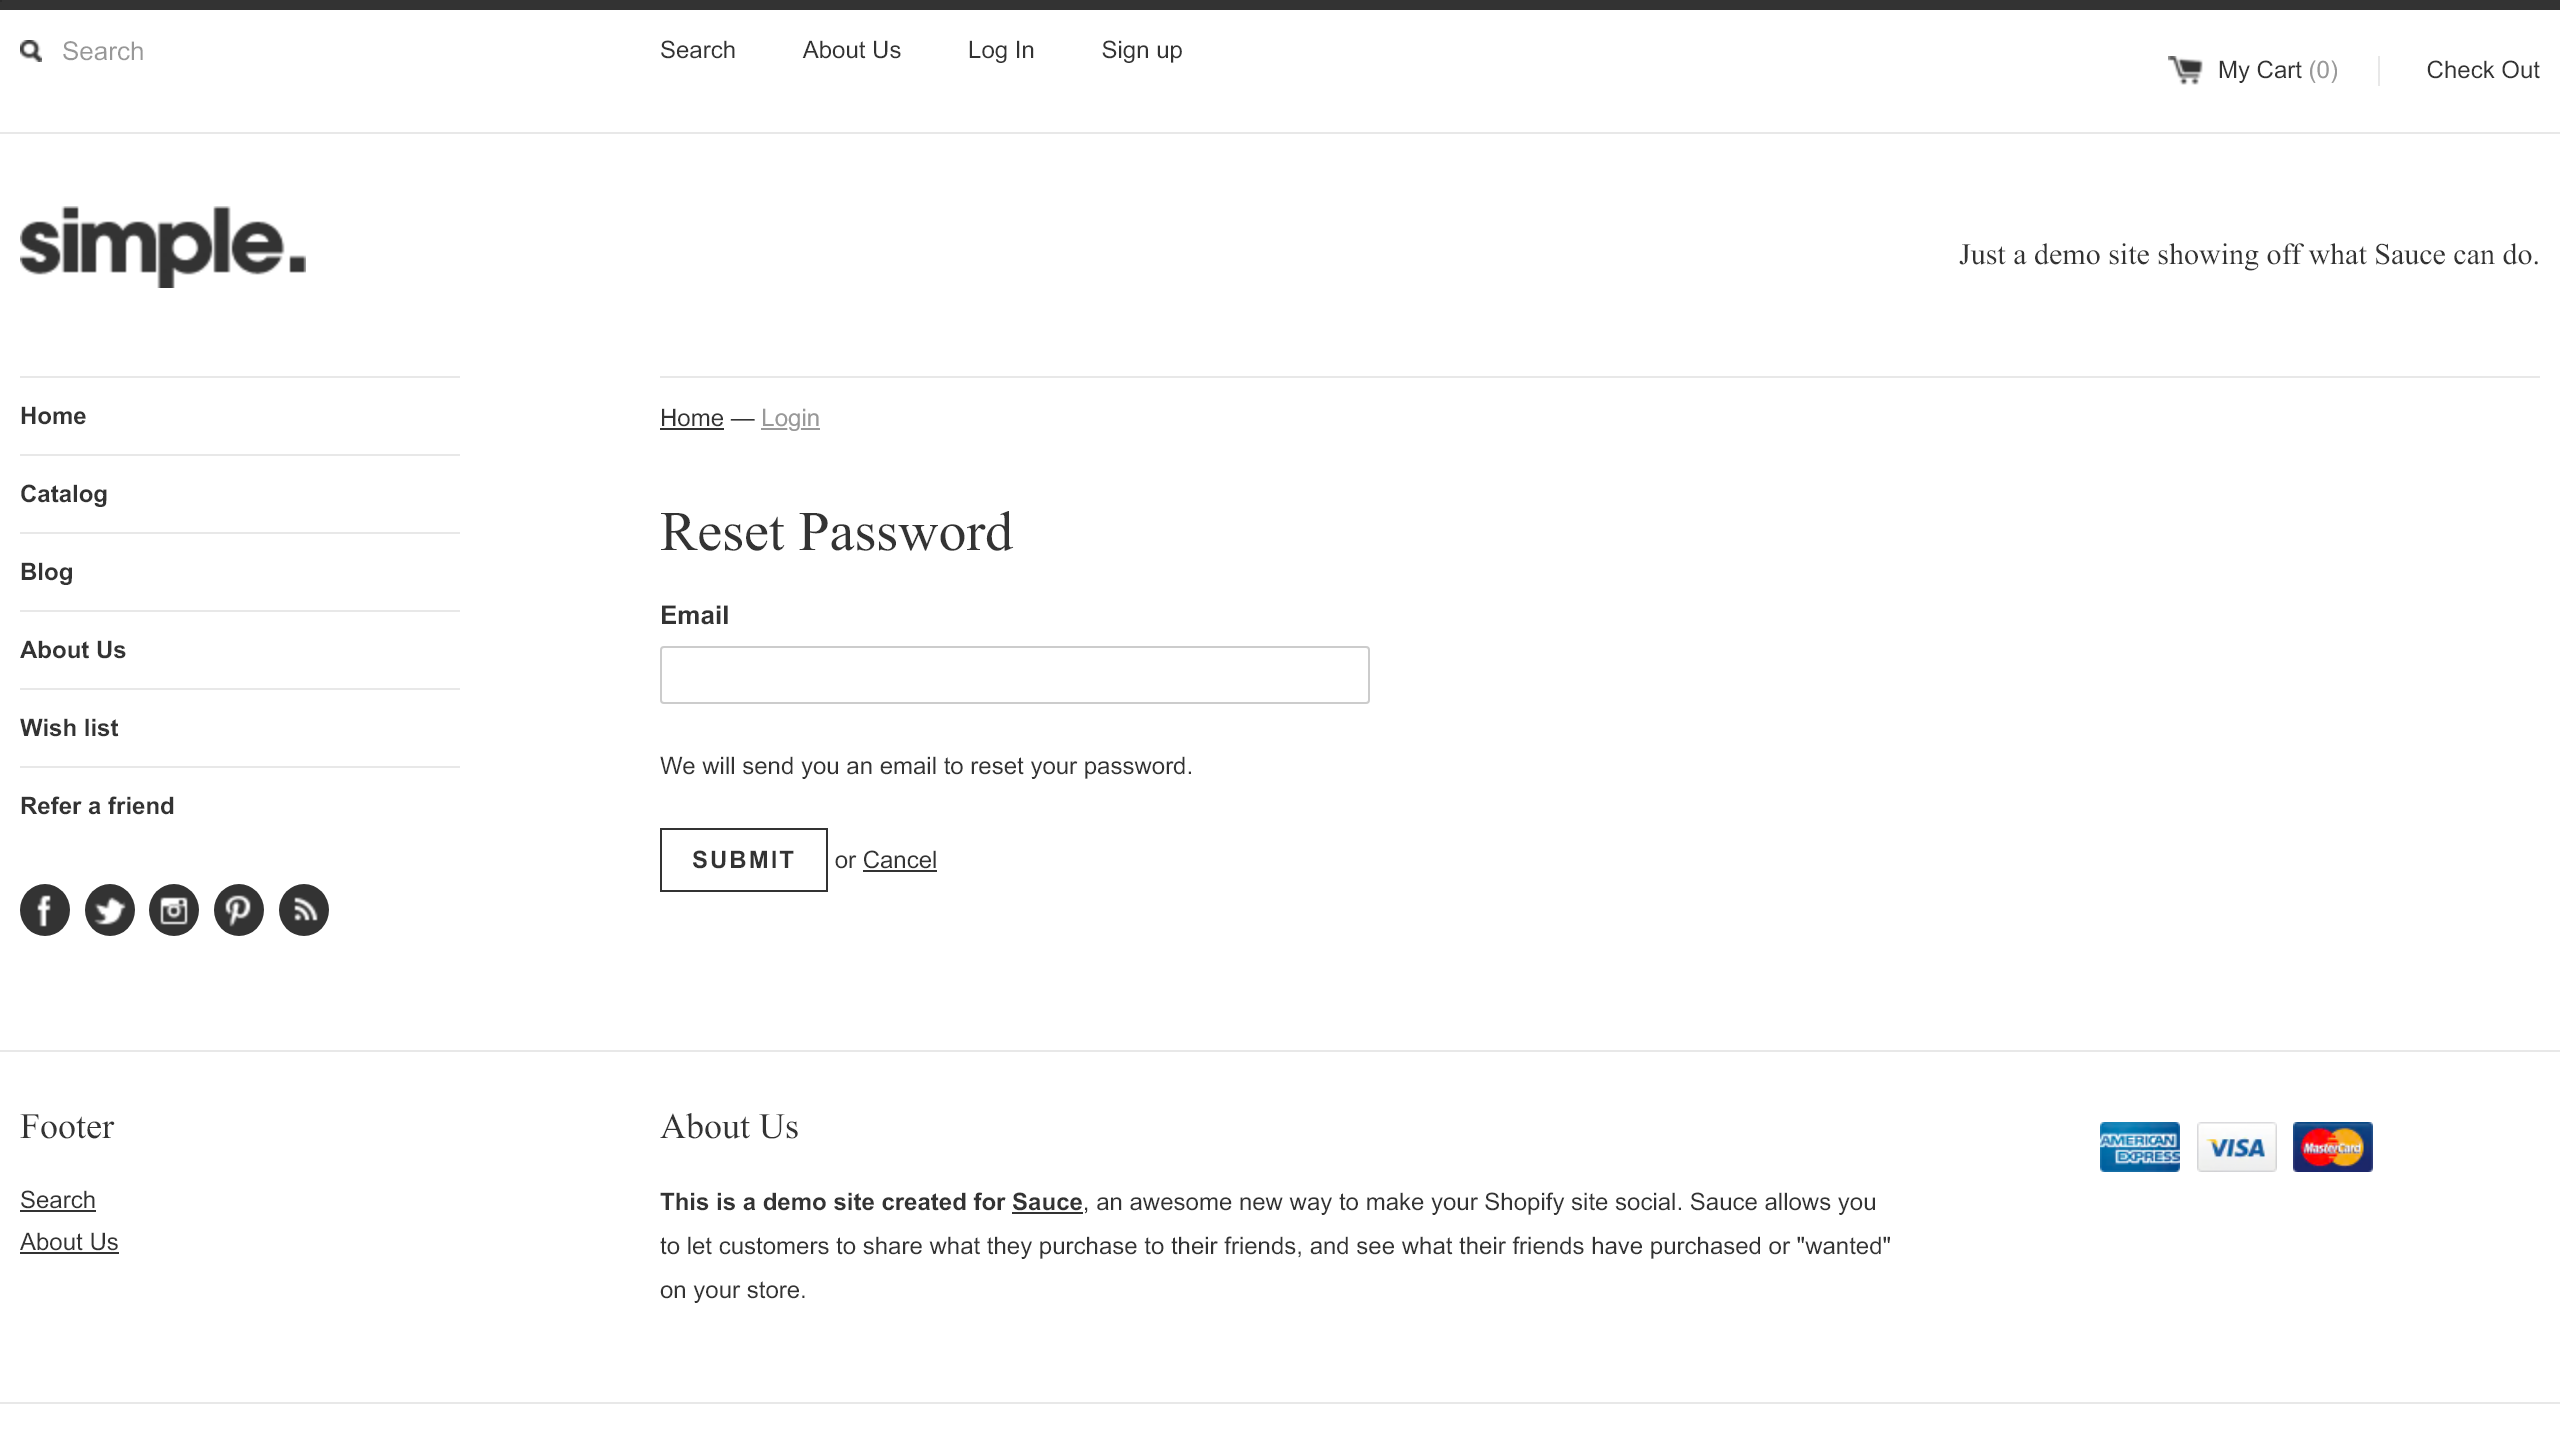 Search
Search About Us Log In Sign up
My Cart (0) Check Out
simple.
Just a demo site showing off what Sauce can do.
Home
Catalog
Blog
About Us
Wish list
Refer a friend
Home — Login
Reset Password
Email
We will send you an email to reset your password.
SUBMIT or Cancel
Footer
Search
About Us
About Us
This is a demo site created for Sauce, an awesome new way to make your Shopify site social. Sauce allows you
to let customers to share what they purchase to their friends, and see what their friends have purchased or "wanted"
on your store.
AMERICAN EXPRESS
VISA
MasterCard